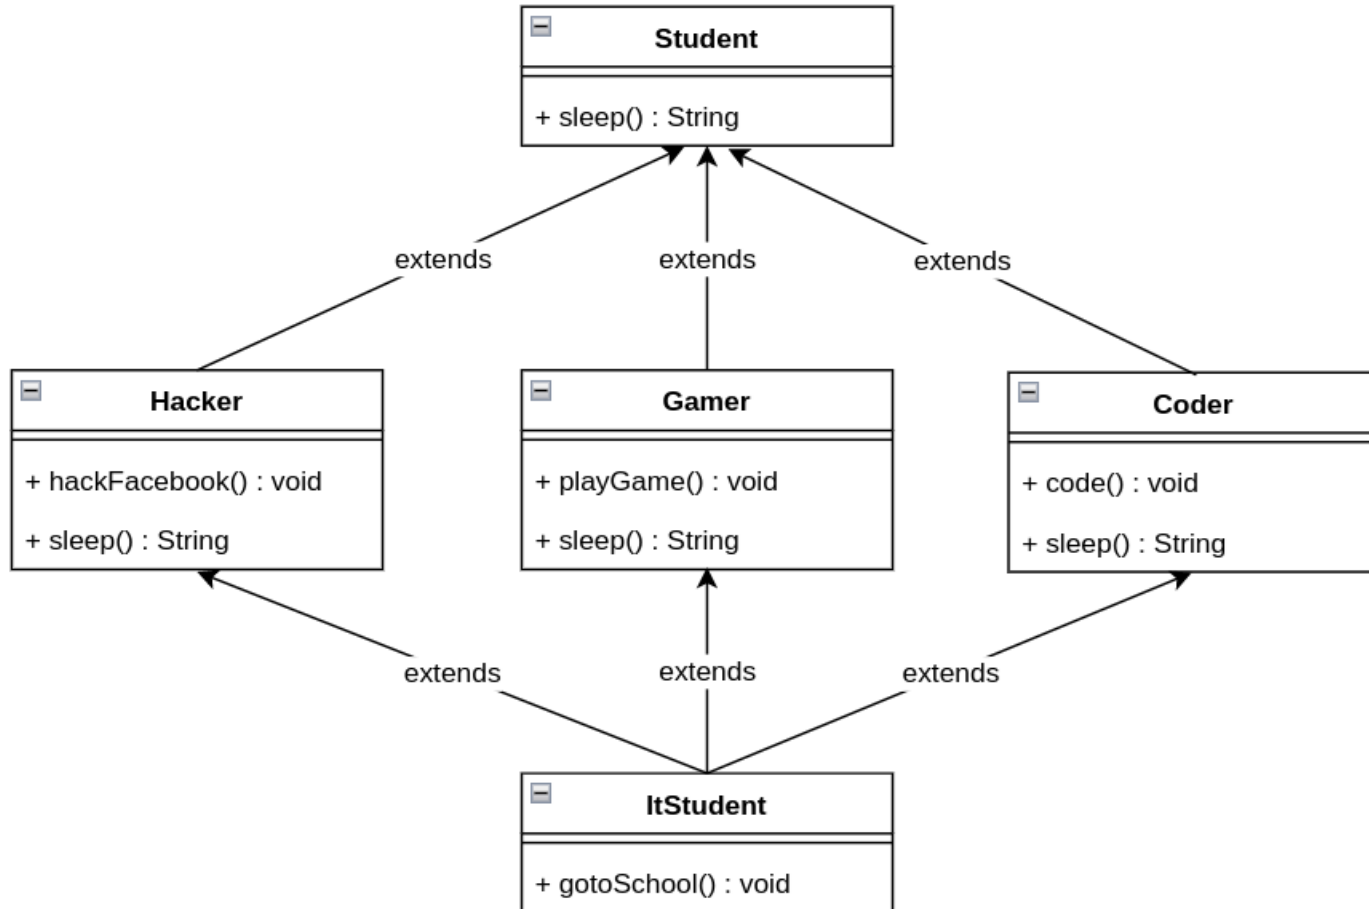 Student
+ sleep() : String
extends
extends
extends
Hacker
+ hackFacebook() : void
+ sleep() : String
Gamer
+ playGame() : void
+ sleep() : String
Coder
+ code() : void
+ sleep() : String
extends
extends
extends
ItStudent
+ gotoSchool() : void